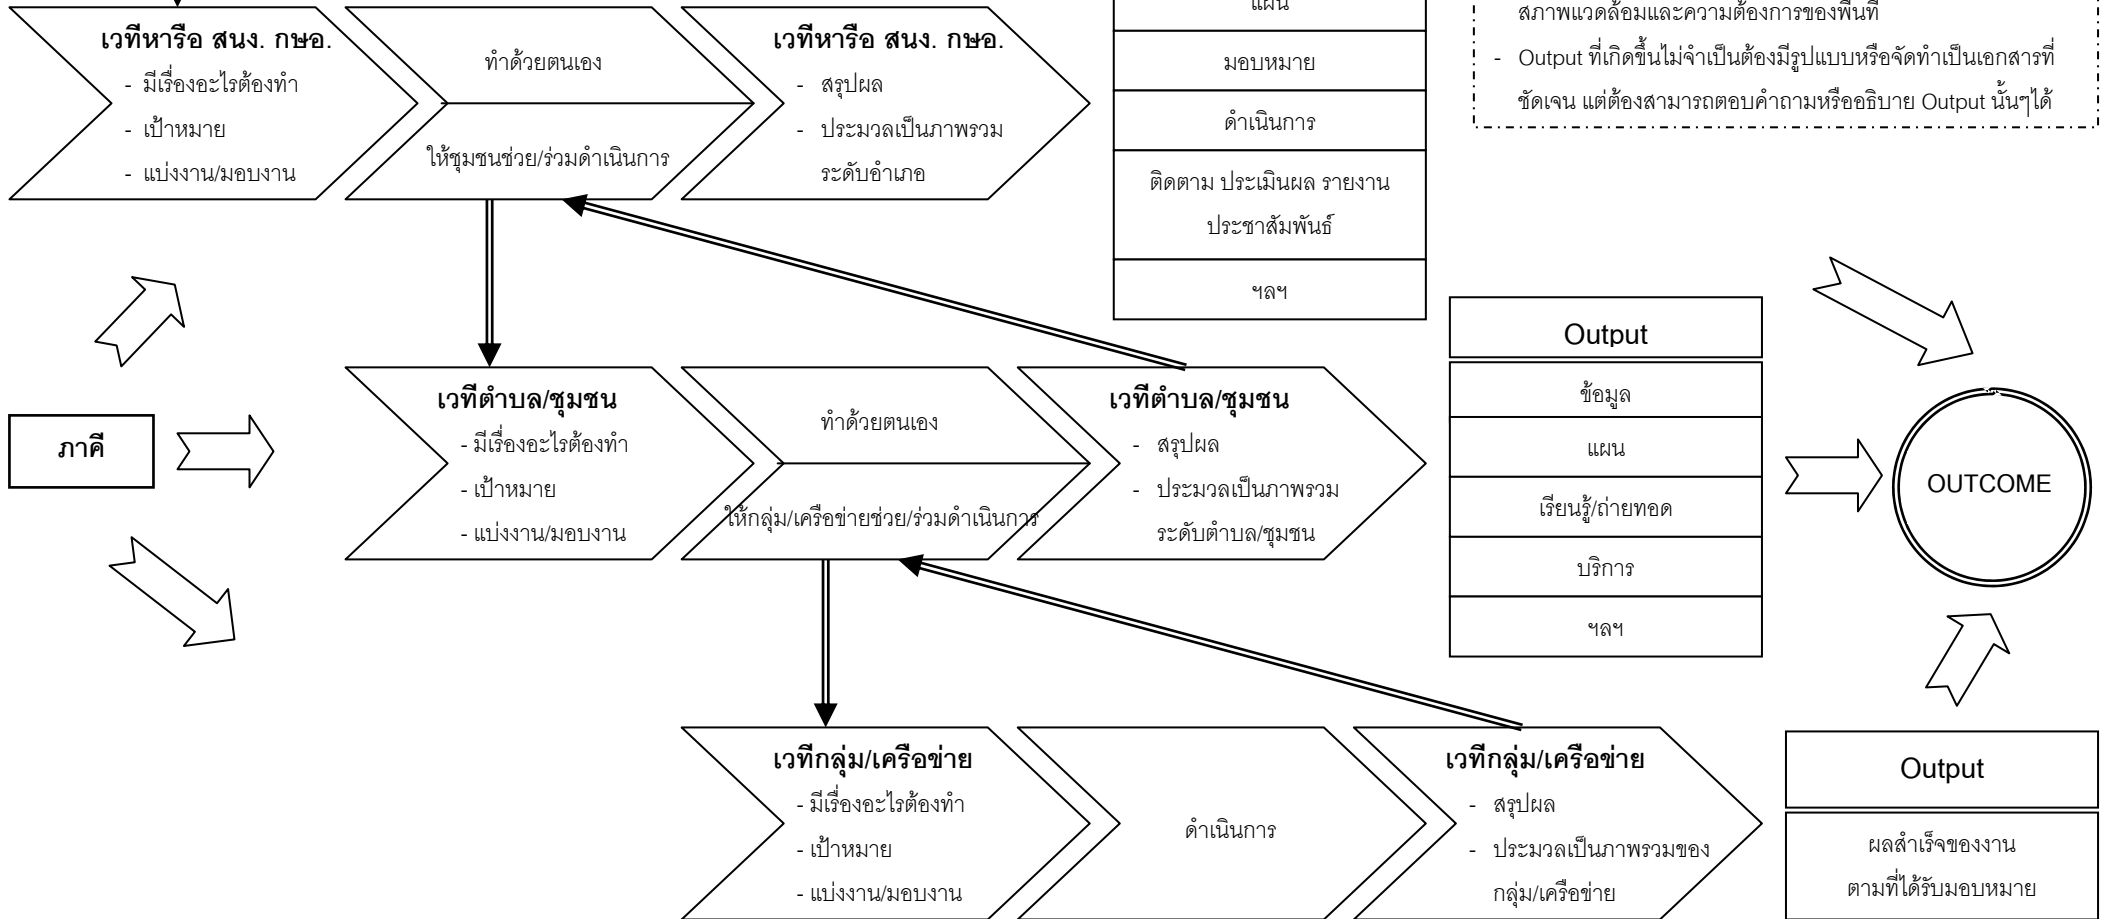 เวทีหารือ สนง. กษอ.
- มีเรื่องอะไรต้องทำ
- เป้าหมาย
- แบ่งงาน/มอบงาน
ทำด้วยตนเอง
ให้ชุมชนช่วย/ร่วมดำเนินการ
เวทีหารือ สนง. กษอ.
- สรุปผล
- ประมวลเป็นภาพรวม
ระดับอำเภอ
แผน
มอบหมาย
ดำเนินการ
ติดตาม ประเมินผล รายงาน
ประชาสัมพันธ์
ฯลฯ
สภาพแวดล้อมและความต้องการของพื้นที่
- Output ที่เกิดขึ้นไม่จำเป็นต้องมีรูปแบบหรือจัดทำเป็นเอกสารที่
ชัดเจน แต่ต้องสามารถตอบคำถามหรืออธิบาย Output นั้นๆได้
ภาคี
เวทีตำบล/ชุมชน
- มีเรื่องอะไรต้องทำ
- เป้าหมาย
- แบ่งงาน/มอบงาน
ทำด้วยตนเอง
ให้กลุ่ม/เครือข่ายช่วย/ร่วมดำเนินการ
เวทีตำบล/ชุมชน
- สรุปผล
- ประมวลเป็นภาพรวม
ระดับตำบล/ชุมชน
Output
ข้อมูล
แผน
เรียนรู้/ถ่ายทอด
บริการ
ฯลฯ
OUTCOME
เวทีกลุ่ม/เครือข่าย
- มีเรื่องอะไรต้องทำ
- เป้าหมาย
- แบ่งงาน/มอบงาน
ดำเนินการ
เวทีกลุ่ม/เครือข่าย
- สรุปผล
- ประมวลเป็นภาพรวมของ
กลุ่ม/เครือข่าย
Output
ผลสำเร็จของงาน
ตามที่ได้รับมอบหมาย